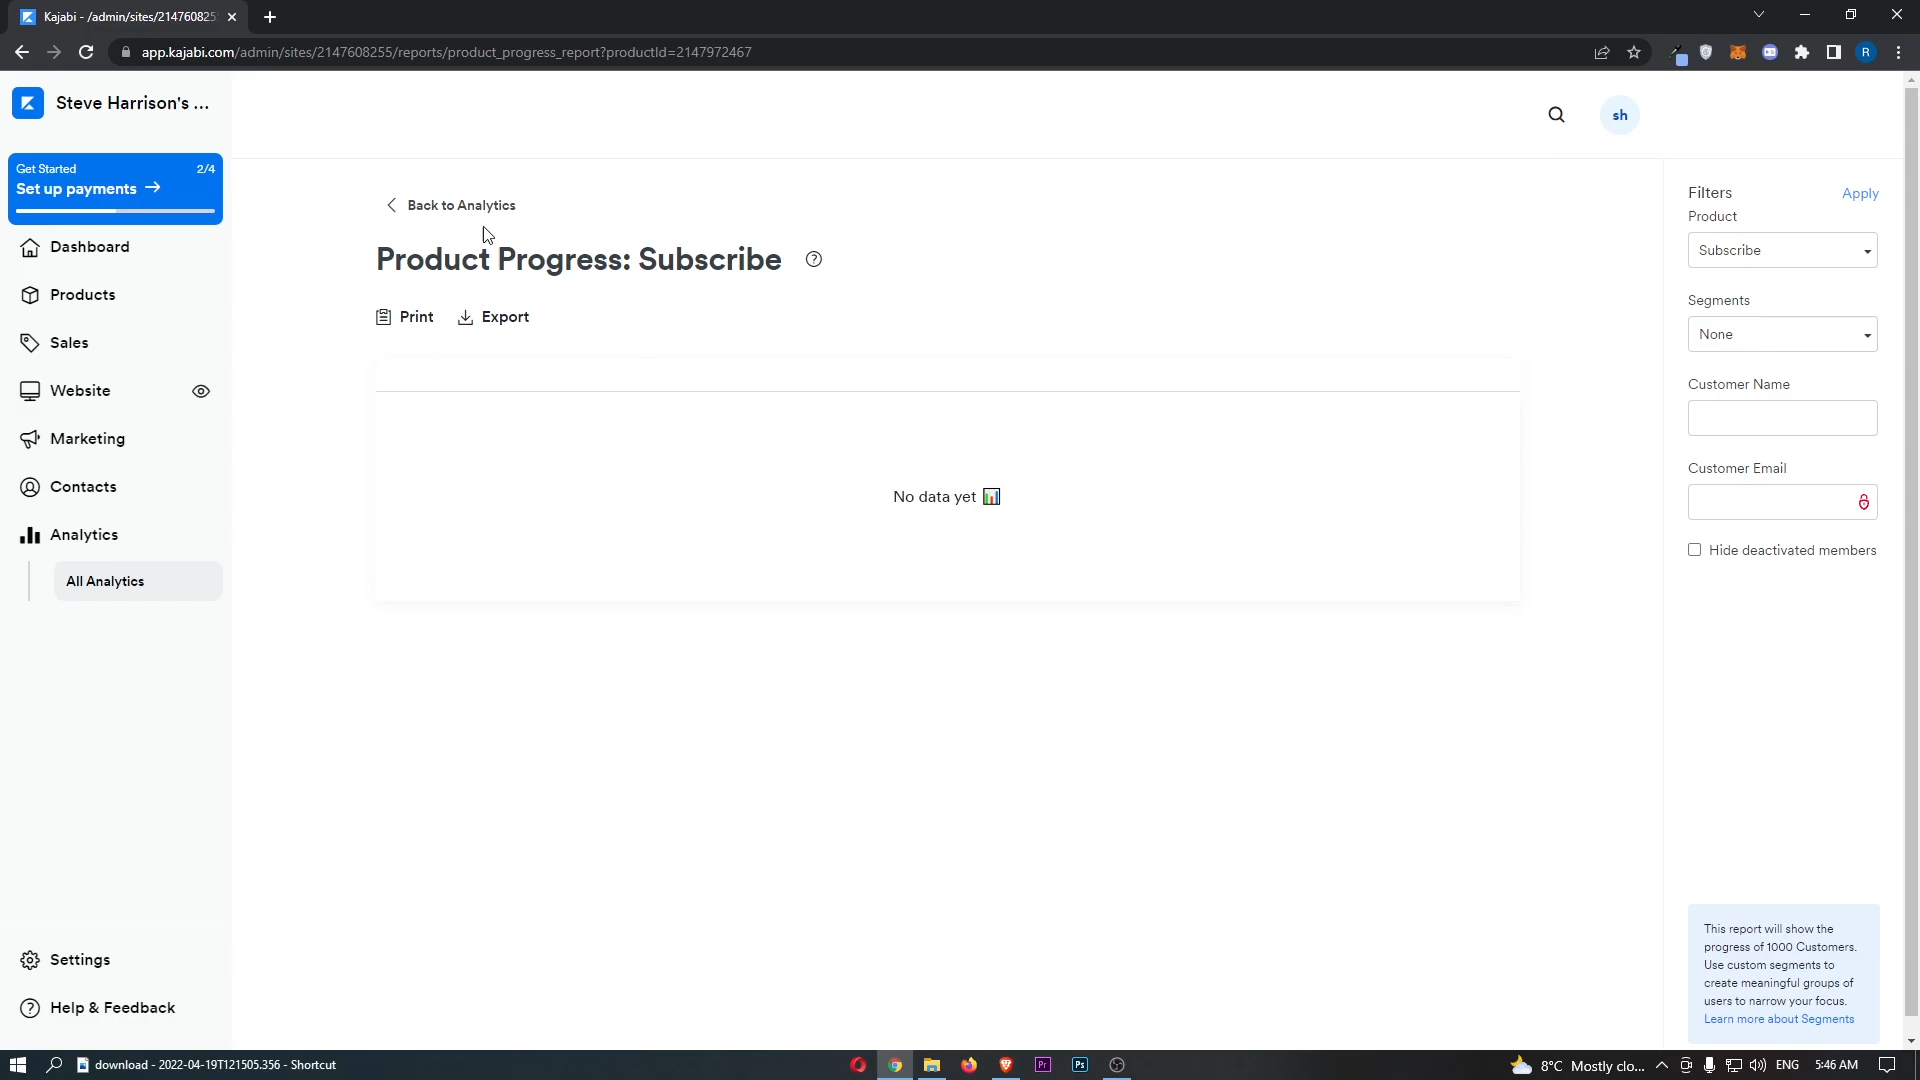 Kajabi - /admin/sites/214760825
app.kajabi.com/admin/sites/2147608255/reports/product_progress_report?productId=2147972467
R
Steve Harrison's ...
sh
Get Started 2/4
Set up payments →
Dashboard
Products
Sales
Website
Marketing
Contacts
Analytics
All Analytics
Settings
Help & Feedback
Back to Analytics
Product Progress: Subscribe
Print Export
No data yet
Filters Apply
Product
Subscribe
Segments
None
Customer Name
Customer Email
Hide deactivated members
This report will show the
progress of 1000 Customers.
Use custom segments to
create meaningful groups of
users to narrow your focus.
Learn more about Segments
download - 2022-04-19T121505.356 - Shortcut
Pr
Ps
8°C Mostly clo...
ENG
5:46 AM